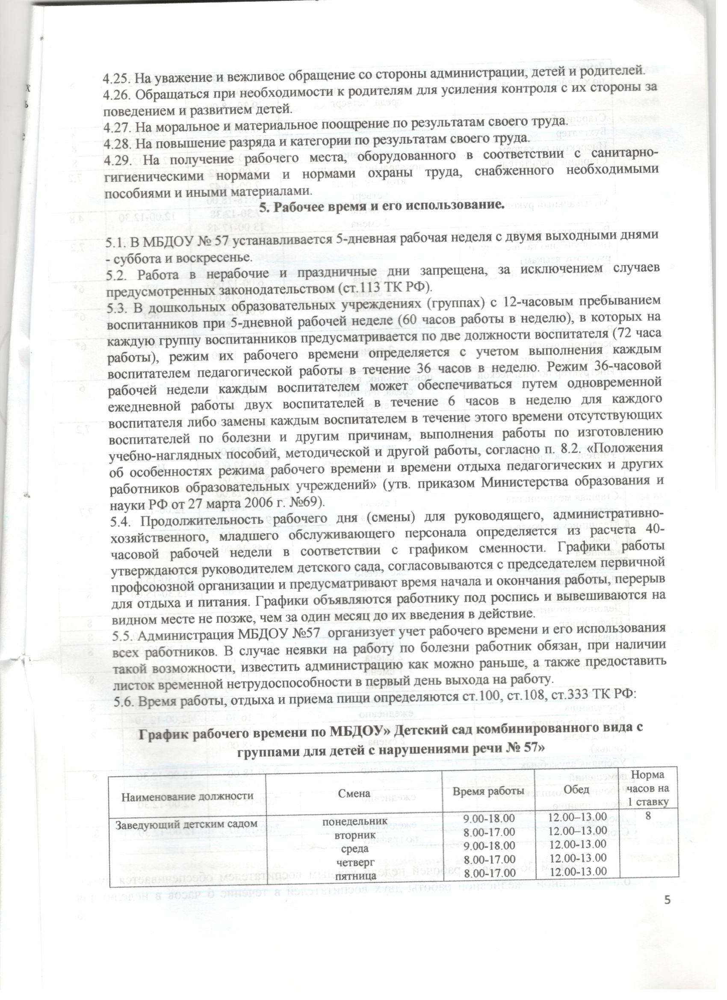 4.25. На уважение и вежливое обращение со стороны администрации, детей и родителей.
4.26. Обращаться при необходимости к родителям для усиления контроля с их стороны за
поведением и развитием детей.
4.27. На моральное и материальное поощрение по результатам своего труда.
4.28. На повышение разряда и категории по результатам своего труда.
4.29. На получение рабочего места, оборудованного в соответствии с санитарно-
гигиеническими нормами и нормами охраны труда, снабженного необходимыми
пособиями и иными материалами.
5. Рабочее время и его использование.
5.1. В МБДОУ № 57 устанавливается 5-дневная рабочая неделя с двумя выходными днями
- суббота и воскресенье.
5.2. Работа в нерабочие и праздничные дни запрещена, за исключением случаев
предусмотренных законодательством (ст.113 ТК РФ).
5.3. В дошкольных образовательных учреждениях (группах) с 12-часовым пребыванием
воспитанников при 5-дневной рабочей неделе (60 часов работы в неделю), в которых на
каждую группу воспитанников предусматривается по две должности воспитателя (72 часа
работы), режим их рабочего времени определяется с учетом выполнения каждым
воспитателем педагогической работы в течение 36 часов в неделю. Режим 36-часовой
рабочей недели каждым воспитателем может обеспечиваться путем одновременной
ежедневной работы двух воспитателей в течение 6 часов в неделю для каждого
воспитателя либо замены каждым воспитателем в течение этого времени отсутствующих
воспитателей по болезни и другим причинам, выполнения работы по изготовлению
учебно-наглядных пособий, методической и другой работы, согласно п. 8.2. «Положения
об особенностях режима рабочего времени и времени отдыха педагогических и других
работников образовательных учреждений» (утв. приказом Министерства образования и
науки РФ от 27 марта 2006 г. №69).
5.4. Продолжительность рабочего дня (смены) для руководящего, административно-
хозяйственного, младшего обслуживающего персонала определяется из расчета 40-
часовой рабочей недели в соответствии с графиком сменности. Графики работы
утверждаются руководителем детского сада, согласовываются с председателем первичной
профсоюзной организации и предусматривают время начала и окончания работы, перерыв
для отдыха и питания. Графики объявляются работнику под роспись и вывешиваются на
видном месте не позже, чем за один месяц до их введения в действие.
5.5. Администрация МБДОУ №57 организует учет рабочего времени и его использования
всех работников. В случае неявки на работу по болезни работник обязан, при наличии
такой возможности, известить администрацию как можно раньше, а также предоставить
листок временной нетрудоспособности в первый день выхода на работу.
5.6. Время работы, отдыха и приема пищи определяются ст.100, ст.108, ст.333 ТК РФ:
График рабочего времени по МБДОУ» Детский сад комбинированного вида с
группами для детей с нарушениями речи № 57»
Наименование должности Смена Время работы Обед Норма часов на 1 ставку
Заведующий детским садом понедельник 9.00-18.00 12.00–13.00 8
вторник 8.00-17.00 12.00–13.00
среда 9.00-18.00 12.00-13.00
четверг 8.00-17.00 12.00-13.00
пятница 8.00-17.00 12.00-13.00
5